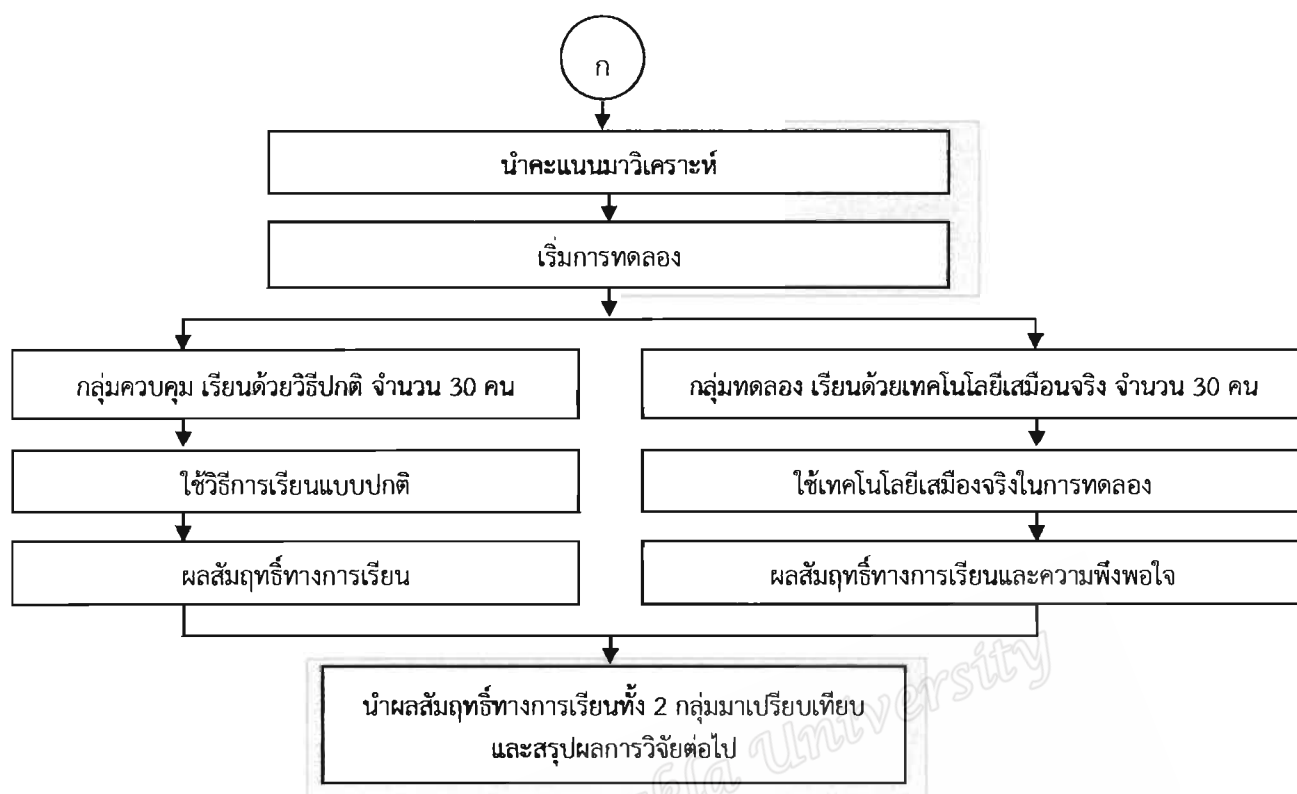 ก
นำคะแนนมาวิเคราะห์
เริ่มการทดลอง
กลุ่มควบคุม เรียนด้วยวิธีปกติ จำนวน 30 คน
กลุ่มทดลอง เรียนด้วยเทคโนโลยีเสมือนจริง จำนวน 30 คน
ใช้วิธีการเรียนแบบปกติ
ใช้เทคโนโลยีเสมืองจริงในการทดลอง
ผลสัมฤทธิ์ทางการเรียน
ผลสัมฤทธิ์ทางการเรียนและความพึงพอใจ
นำผลสัมฤทธิ์ทางการเรียนทั้ง 2 กลุ่มมาเปรียบเทียบ
และสรุปผลการวิจัยต่อไป
University